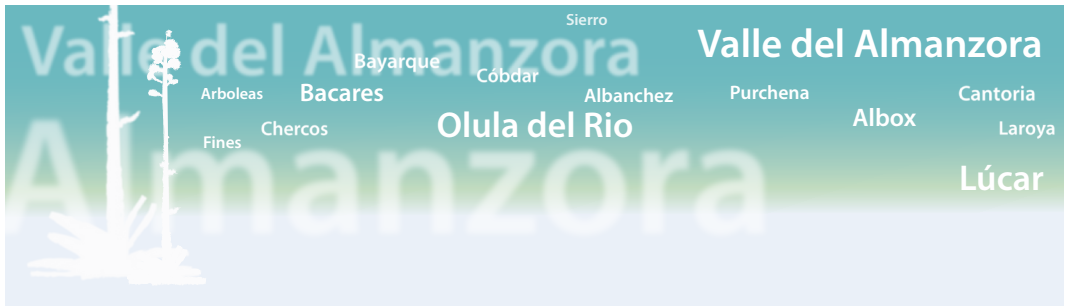 Sierro
Valle del Almanzora
Valle del Almanzora
Bayarque
Cóbdar
Arboleas
Bacares
Albanchez
Purchena
Cantoria
Albox
Olula del Rio
Chercos
Laroya
Fines
Almanzora
Lúcar